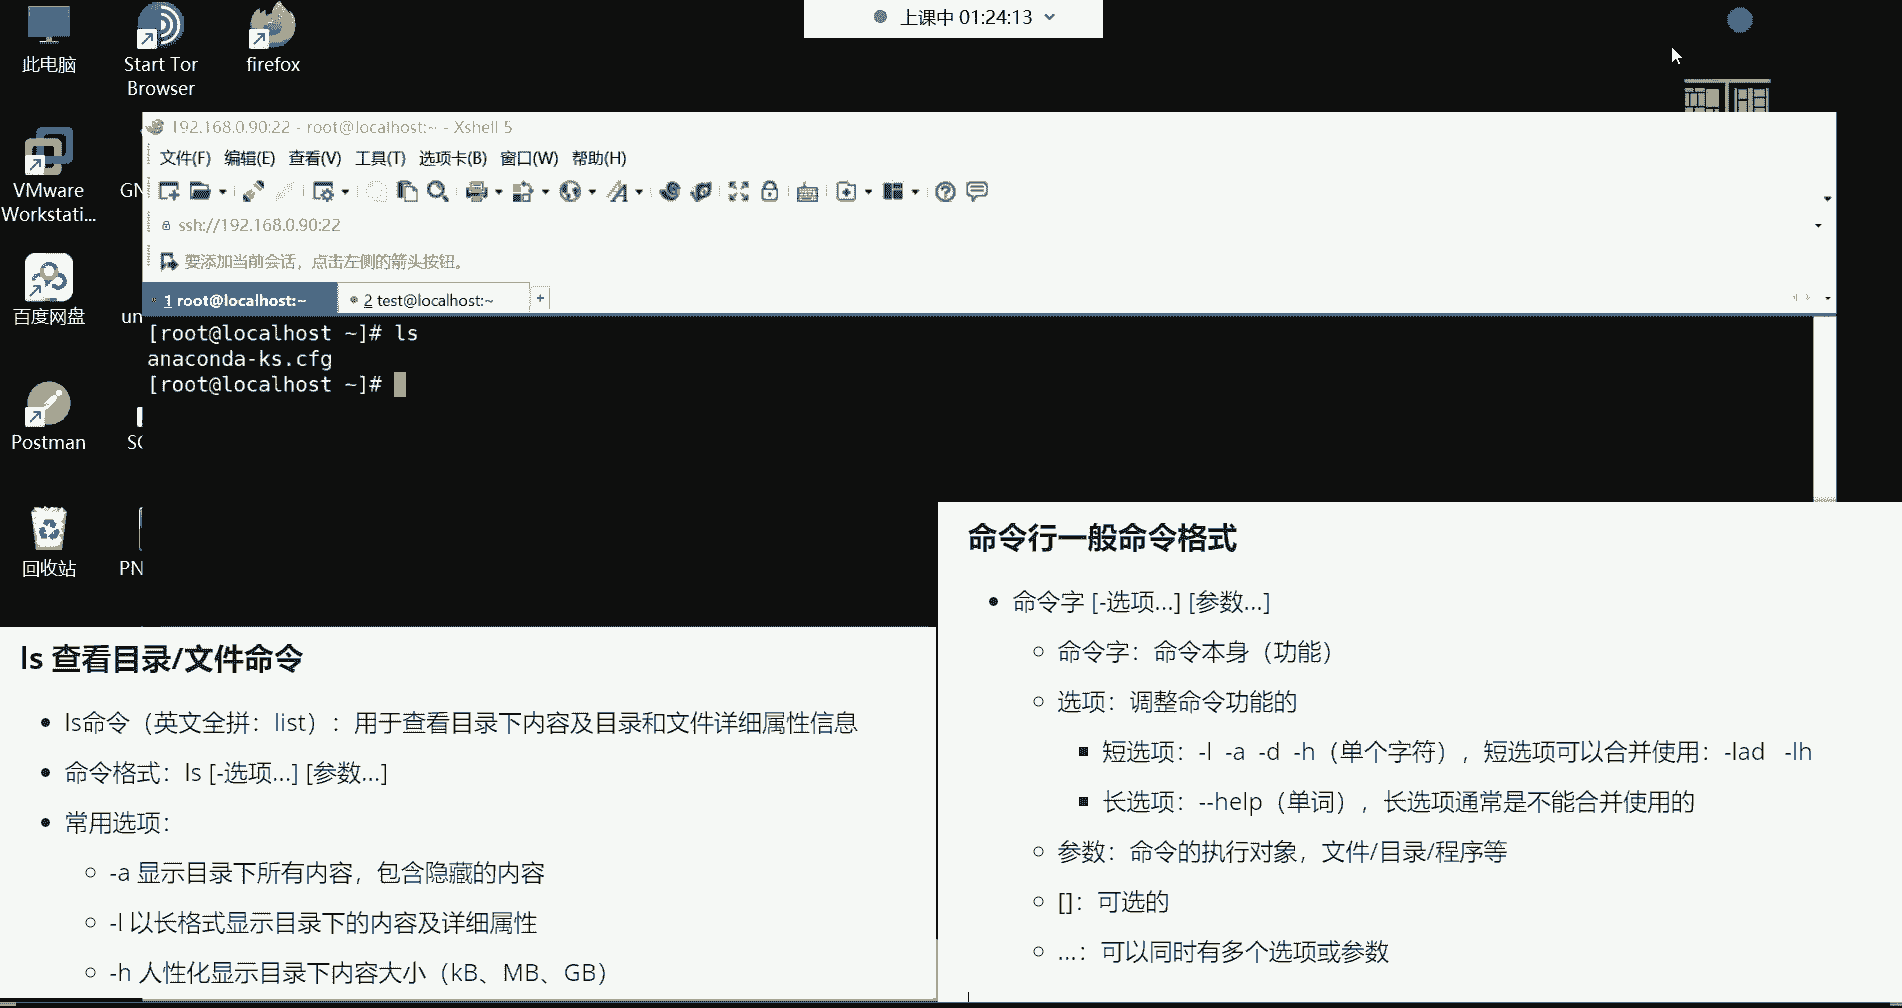 上课中 01:24:13
此电脑
Start Tor
Browser
firefox
VMware
Workstati...
GN
百度网盘
un
Postman
SC
回收站
PN
192.168.0.90:22 - root@localhost:~ - Xshell 5
文件(F) 编辑(E) 查看(V) 工具(T) 选项卡(B) 窗口(W) 帮助(H)
ssh://192.168.0.90:22
要添加当前会话，点击左侧的箭头按钮。
1 root@localhost:~
2 test@localhost:~
+
[root@localhost ~]# ls
anaconda-ks.cfg
[root@localhost ~]#
ls 查看目录/文件命令
ls命令（英文全拼：list）：用于查看目录下内容及目录和文件详细属性信息
命令格式：ls [-选项...] [参数...]
常用选项：
-a 显示目录下所有内容，包含隐藏的内容
-l 以长格式显示目录下的内容及详细属性
-h 人性化显示目录下内容大小（kB、MB、GB）
命令行一般命令格式
命令字 [-选项...] [参数...]
命令字：命令本身（功能）
选项：调整命令功能的
短选项：-l -a -d -h（单个字符），短选项可以合并使用：-lad -lh
长选项：--help（单词），长选项通常是不能合并使用的
参数：命令的执行对象，文件/目录/程序等
[]：可选的
...：可以同时有多个选项或参数